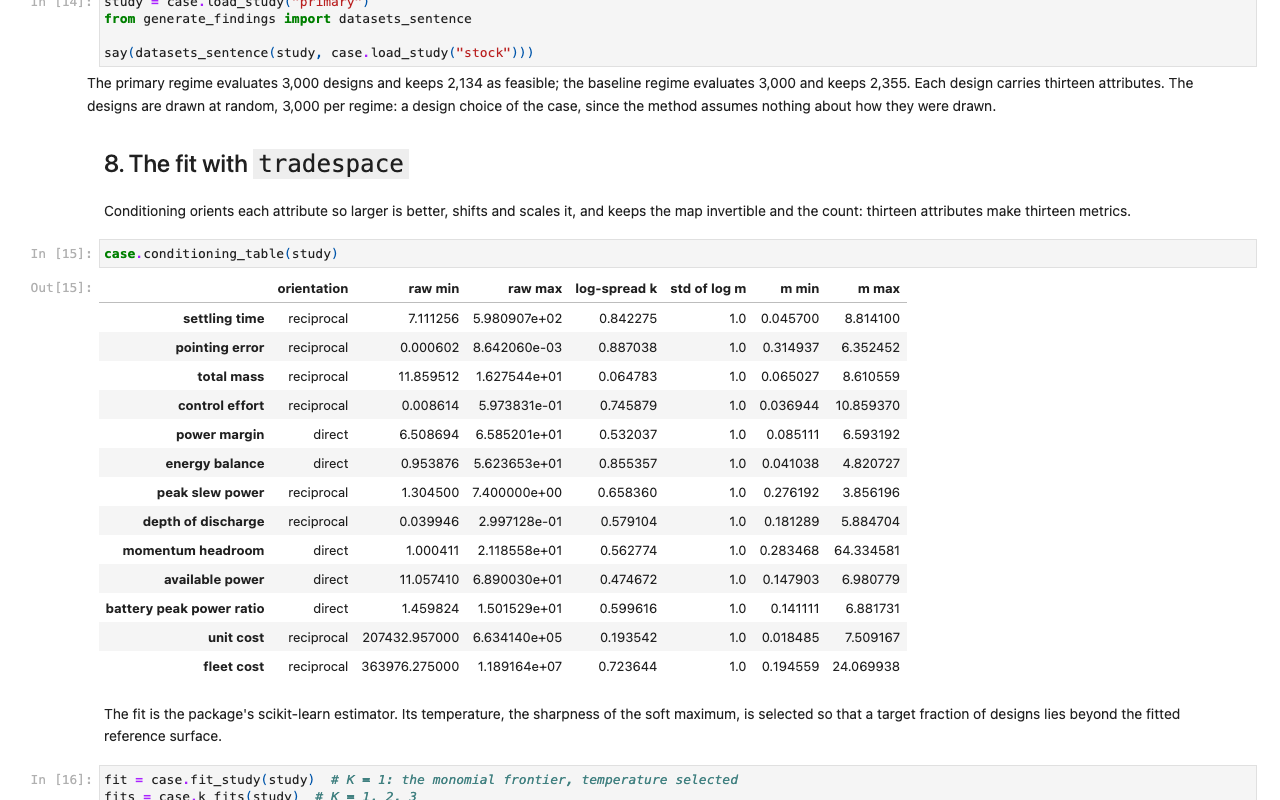 In [14]: study = case.load_study("primary")
from generate_findings import datasets_sentence
say(datasets_sentence(study, case.load_study("stock")))
The primary regime evaluates 3,000 designs and keeps 2,134 as feasible; the baseline regime evaluates 3,000 and keeps 2,355. Each design carries thirteen attributes. The
designs are drawn at random, 3,000 per regime: a design choice of the case, since the method assumes nothing about how they were drawn.
8. The fit with tradespace
Conditioning orients each attribute so larger is better, shifts and scales it, and keeps the map invertible and the count: thirteen attributes make thirteen metrics.
In [15]: case.conditioning_table(study)
Out[15]: orientation raw min raw max log-spread k std of log m m min m max
settling time reciprocal 7.111256 5.980907e+02 0.842275 1.0 0.045700 8.814100
pointing error reciprocal 0.000602 8.642060e-03 0.887038 1.0 0.314937 6.352452
total mass reciprocal 11.859512 1.627544e+01 0.064783 1.0 0.065027 8.610559
control effort reciprocal 0.008614 5.973831e-01 0.745879 1.0 0.036944 10.859370
power margin direct 6.508694 6.585201e+01 0.532037 1.0 0.085111 6.593192
energy balance direct 0.953876 5.623653e+01 0.855357 1.0 0.041038 4.820727
peak slew power reciprocal 1.304500 7.400000e+00 0.658360 1.0 0.276192 3.856196
depth of discharge reciprocal 0.039946 2.997128e-01 0.579104 1.0 0.181289 5.884704
momentum headroom direct 1.000411 2.118558e+01 0.562774 1.0 0.283468 64.334581
available power direct 11.057410 6.890030e+01 0.474672 1.0 0.147903 6.980779
battery peak power ratio direct 1.459824 1.501529e+01 0.599616 1.0 0.141111 6.881731
unit cost reciprocal 207432.957000 6.634140e+05 0.193542 1.0 0.018485 7.509167
fleet cost reciprocal 363976.275000 1.189164e+07 0.723644 1.0 0.194559 24.069938
The fit is the package's scikit-learn estimator. Its temperature, the sharpness of the soft maximum, is selected so that a target fraction of designs lies beyond the fitted
reference surface.
In [16]: fit = case.fit_study(study) # K = 1: the monomial frontier, temperature selected
fits = case.k_fits(study) # K = 1, 2, 3